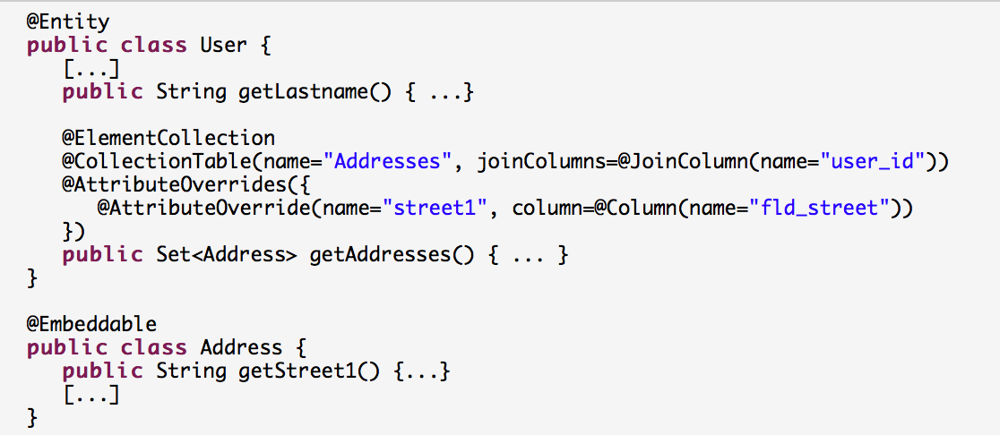 @Entity
public class User {
   [...]
   public String getLastname() { ...}

   @ElementCollection
   @CollectionTable(name="Addresses", joinColumns=@JoinColumn(name="user_id"))
   @AttributeOverrides({
      @AttributeOverride(name="street1", column=@Column(name="fld_street"))
   })
   public Set<Address> getAddresses() { ... }
}

@Embeddable
public class Address {
   public String getStreet1() {...}
   [...]
}